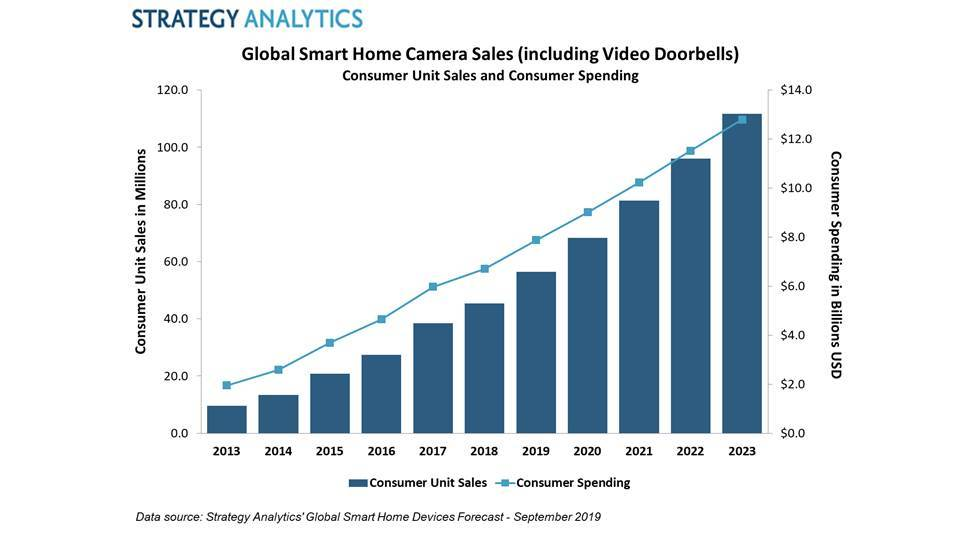 STRATEGY ANALYTICS
Global Smart Home Camera Sales (including Video Doorbells)
Consumer Unit Sales and Consumer Spending
Consumer Unit Sales in Millions
120.0
100.0
80.0
60.0
40.0
20.0
0.0
$14.0
$12.0
$10.0
$8.0
$6.0
$4.0
$2.0
$0.0
Consumer Spending in Billions USD
2013 2014 2015 2016 2017 2018 2019 2020 2021 2022 2023
Consumer Unit Sales Consumer Spending
Data source: Strategy Analytics' Global Smart Home Devices Forecast - September 2019